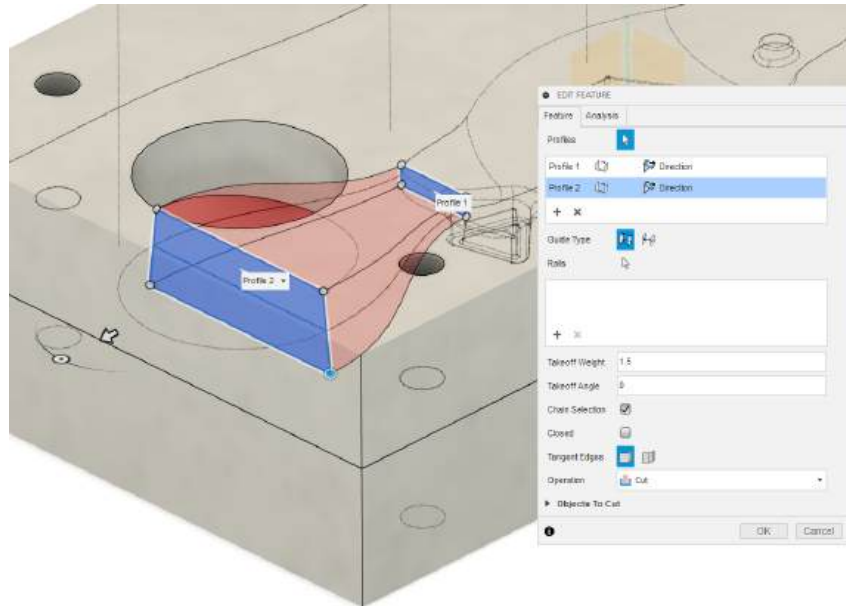 EDIT FEATURE
Feature Analysis
Profiles
Profile 1 Direction
Profile 2 Direction
Guide Type
Rails
Takeoff Weight 1.5
Takeoff Angle 0
Chain Selection
Closed
Tangent Edges
Operation Cut
Objects To Cut
OK Cancel
Profile 1
Profile 2